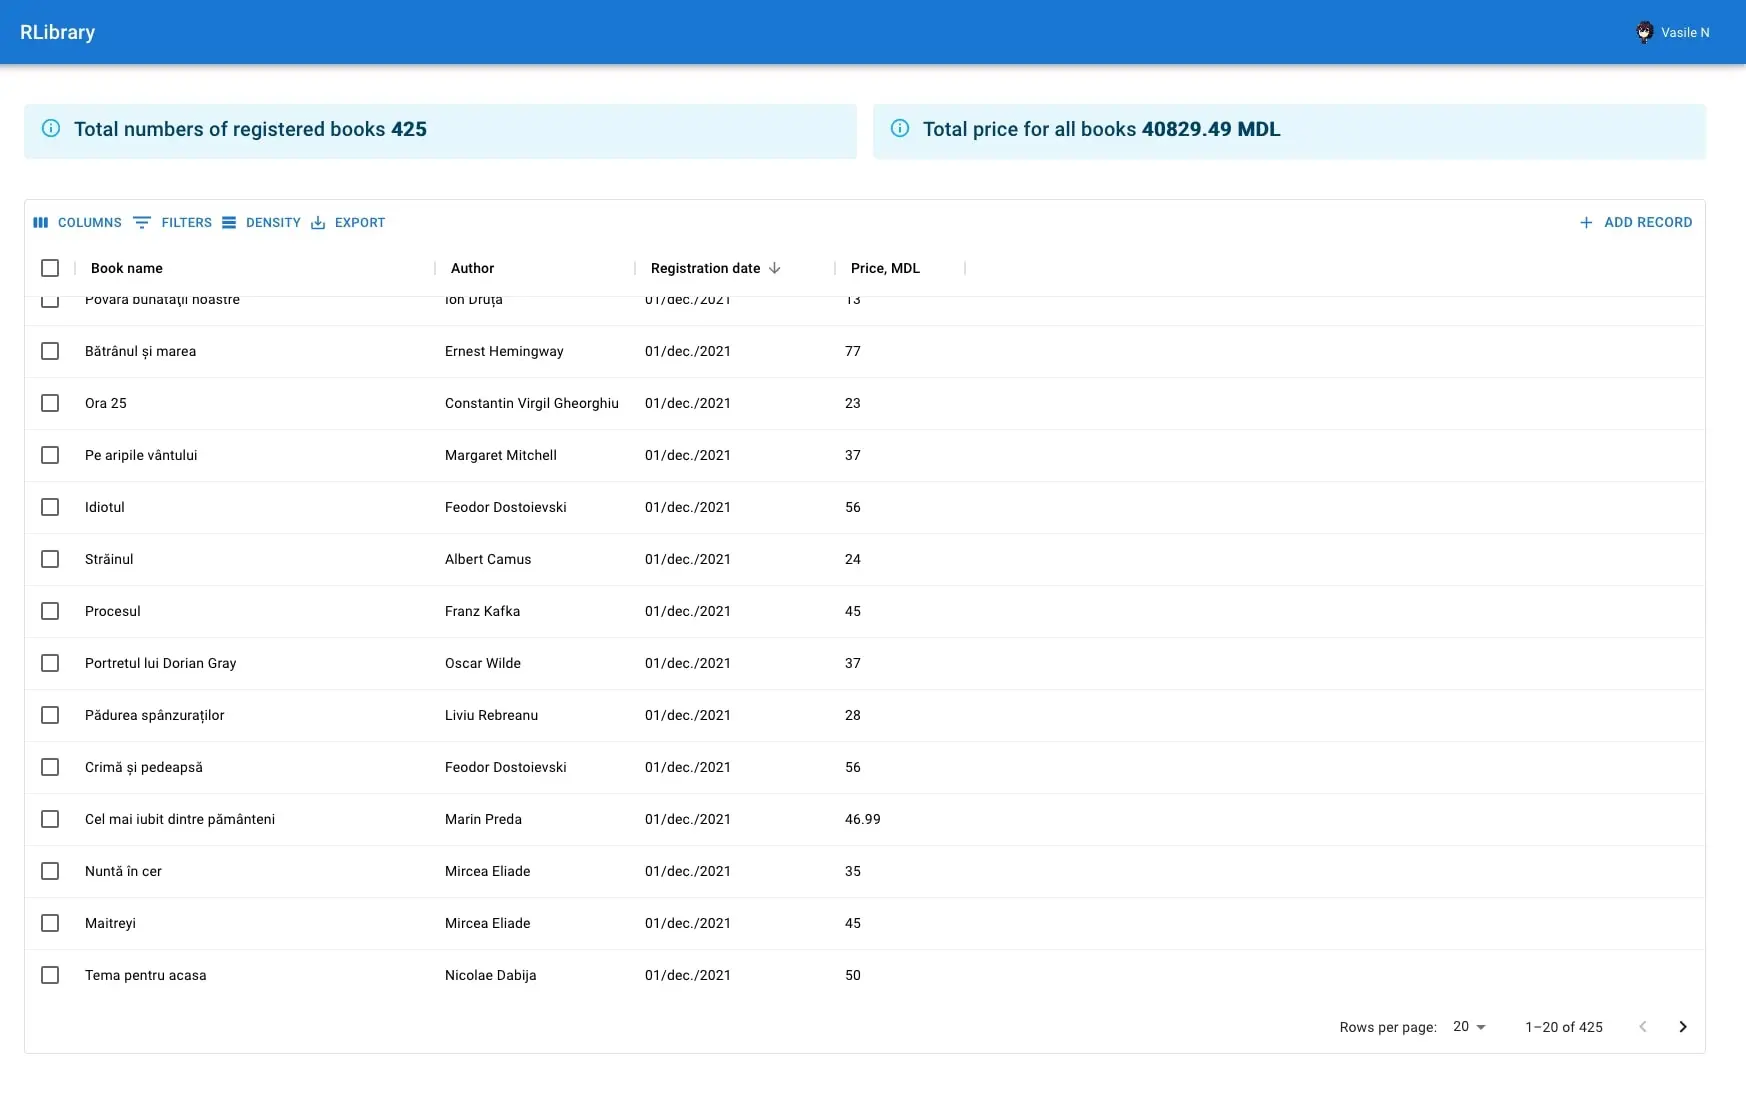 RLibrary
Vasile N
Total numbers of registered books 425
Total price for all books 40829.49 MDL
COLUMNS FILTERS DENSITY EXPORT
ADD RECORD
Book name Author Registration date Price, MDL
Povara bunătăţii noastre Ion Druţa 01/dec./2021 13
Bătrânul și marea Ernest Hemingway 01/dec./2021 77
Ora 25 Constantin Virgil Gheorghiu 01/dec./2021 23
Pe aripile vântului Margaret Mitchell 01/dec./2021 37
Idiotul Feodor Dostoievski 01/dec./2021 56
Străinul Albert Camus 01/dec./2021 24
Procesul Franz Kafka 01/dec./2021 45
Portretul lui Dorian Gray Oscar Wilde 01/dec./2021 37
Pădurea spânzuraților Liviu Rebreanu 01/dec./2021 28
Crimă și pedeapsă Feodor Dostoievski 01/dec./2021 56
Cel mai iubit dintre pământeni Marin Preda 01/dec./2021 46.99
Nuntă în cer Mircea Eliade 01/dec./2021 35
Maitreyi Mircea Eliade 01/dec./2021 45
Tema pentru acasa Nicolae Dabija 01/dec./2021 50
Rows per page: 20 1–20 of 425